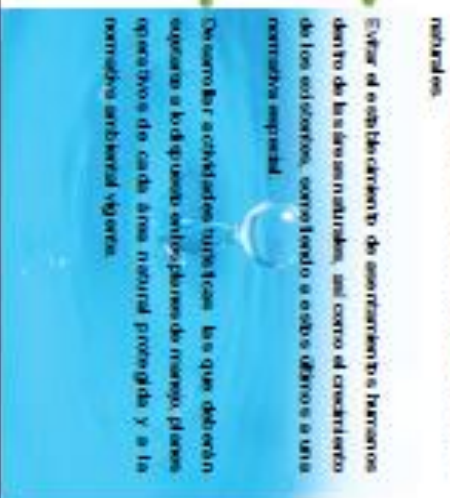 naturales.
Evitar el establecimiento de asentamientos humanos
dentro de las áreas naturales, así como el crecimiento
de los existentes, sometiendo a estos últimos a una
normativa especial
Desarrollar actividades turísticas las que deberán
sujetarse a lo dispuesto en los planes de manejo, planes
operativos de cada área natural protegida y a la
normativa ambiental vigente.